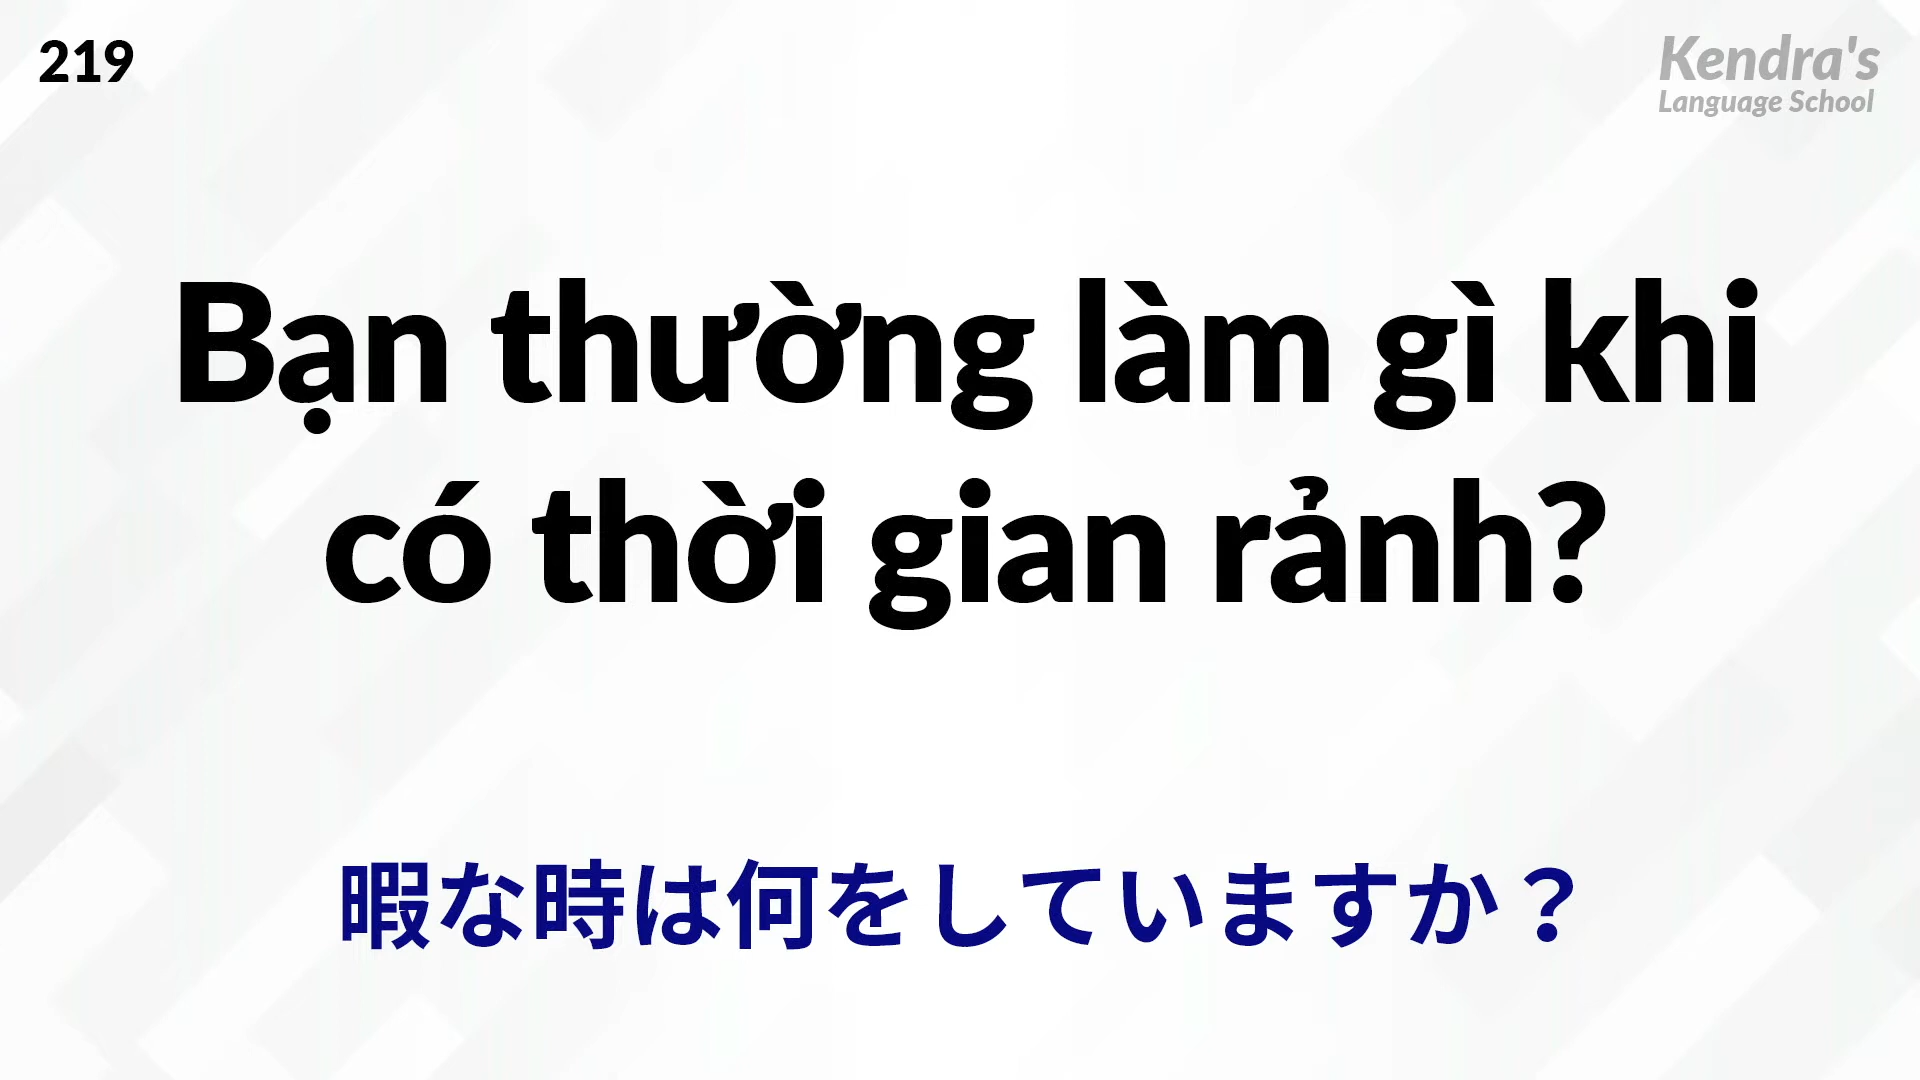 219
Kendra's
Language School
Bạn thường làm gì khi
có thời gian rảnh?
暇な時は何をしていますか？